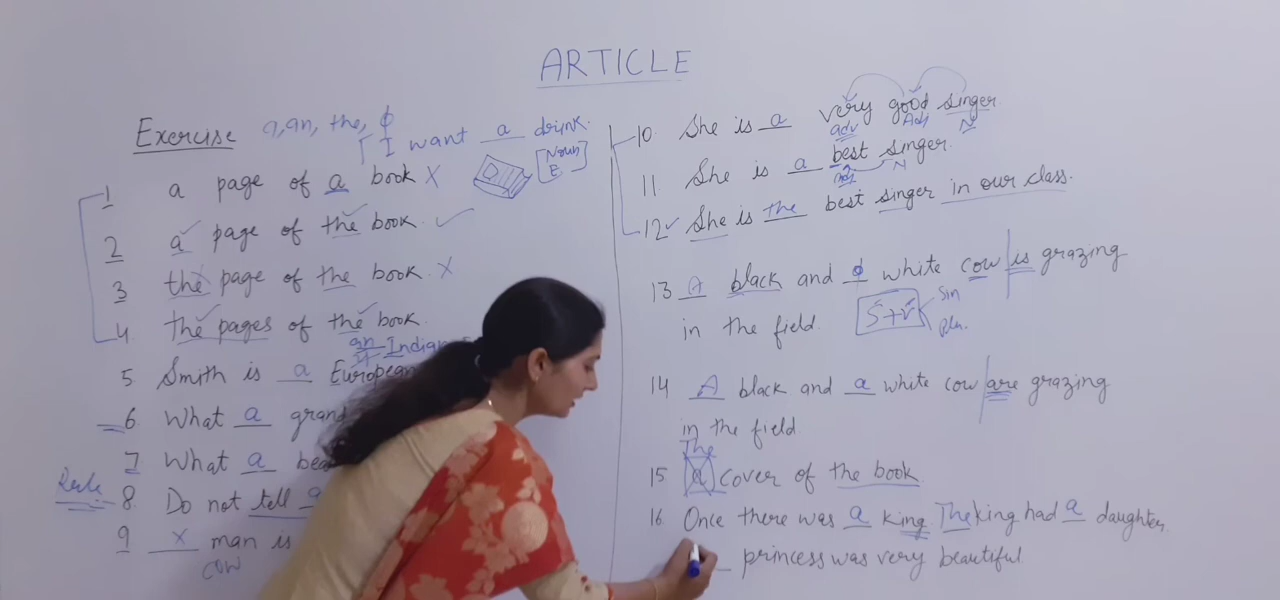 ARTICLE
Exercise a, an, the, ϕ
I want a drink.
[Noun
E]
1 a page of a book X
2 a page of the book. ✓
3 the page of the book. X
4 the pages of the book.
an Indian
5. Smith is a European
6. What a grand
7 What a
Rule
8. Do not tell a
9 x man is
cow
10. She is a very good singer.
adv Adj N
11. She is a best singer.
Adj N
12 ✓ She is the best singer in our class.
13 A black and ϕ white cow is grazing
in the field.
S+V Sin
Plu.
14 A black and a white cow are grazing
in the field
The
15 a cover of the book.
16. Once there was a king. The king had a daughter.
_ princess was very beautiful.